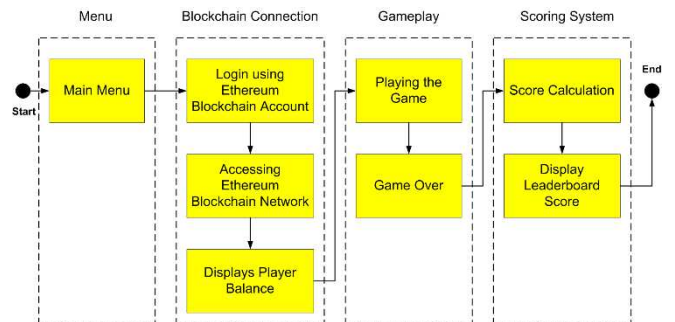 Menu
Blockchain Connection
Gameplay
Scoring System
Start
Main Menu
Login using
Ethereum
Blockchain Account
Accessing
Ethereum
Blockchain Network
Displays Player
Balance
Playing the
Game
Game Over
Score Calculation
Display
Leaderboard
Score
End